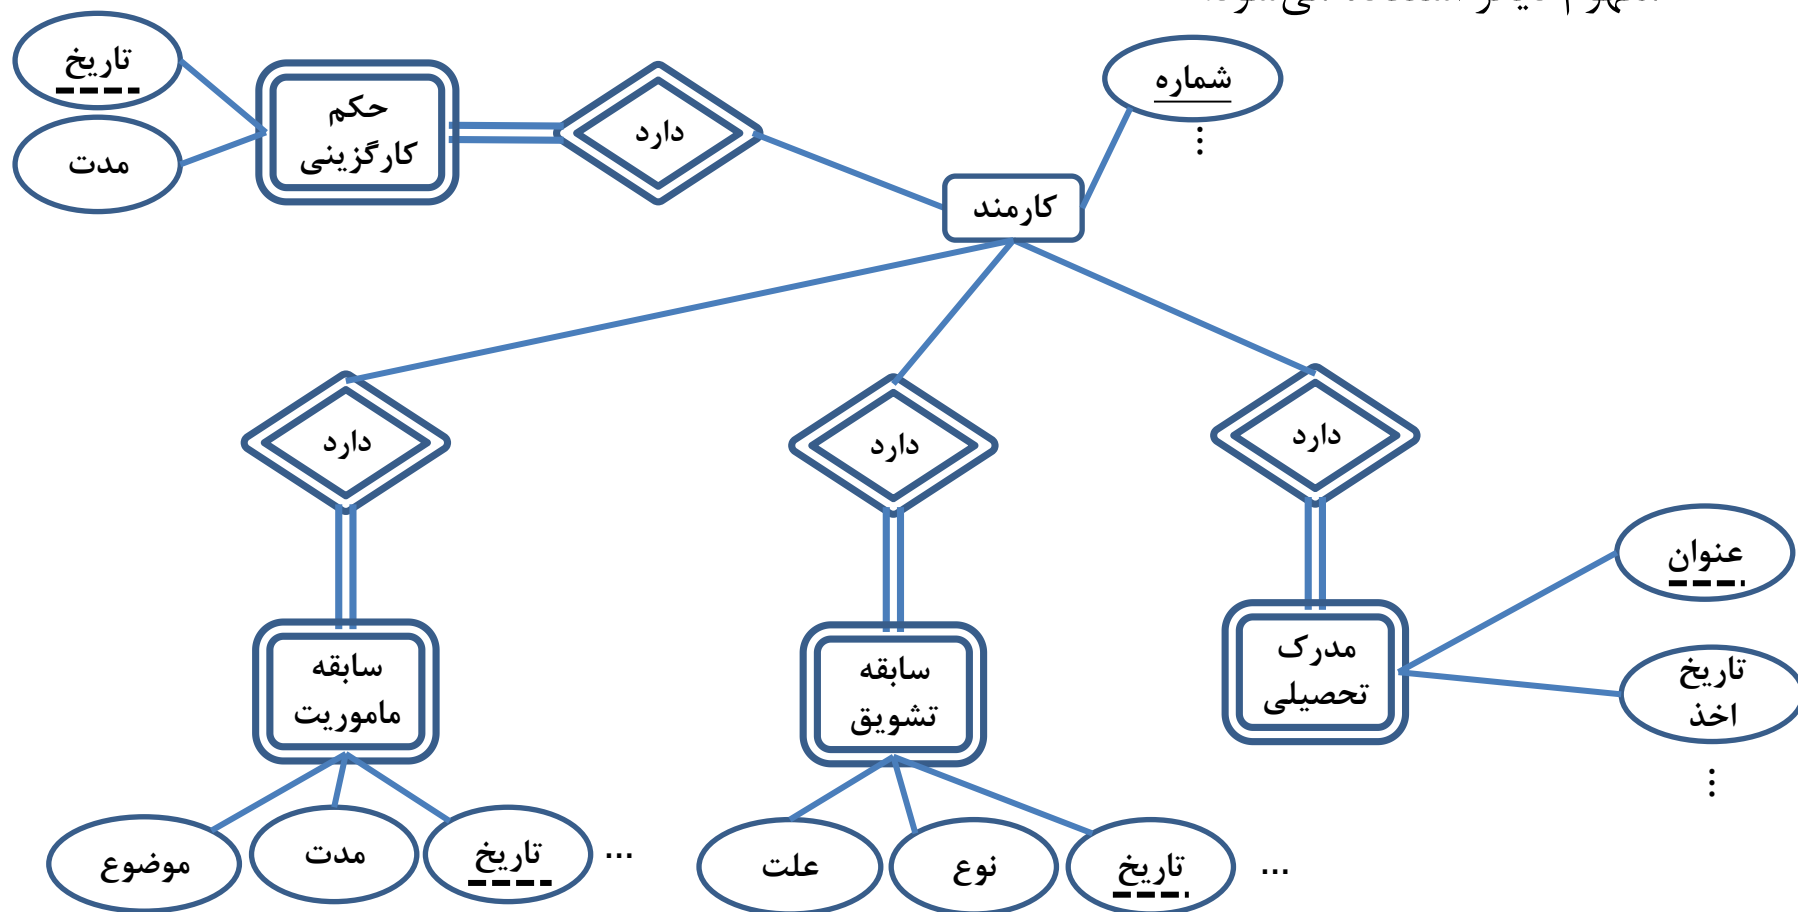 تاریخ
مدت
حکم
کارگزینی
دارد
شماره
⋮
کارمند
دارد
دارد
دارد
سابقه
ماموریت
سابقه
تشویق
مدرک
تحصیلی
عنوان
تاریخ
اخذ
⋮
...
تاریخ
نوع
علت
...
تاریخ
مدت
موضوع